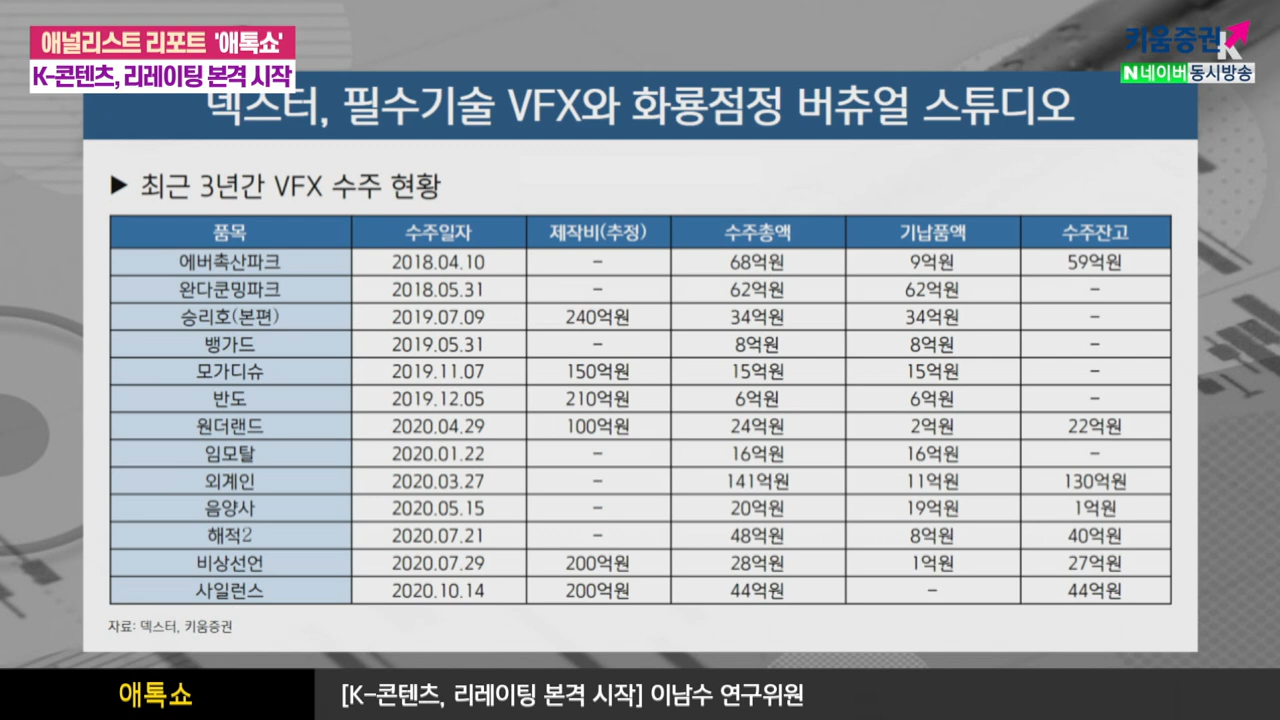 애널리스트 리포트 '애톡쇼'
K-콘텐츠, 리레이팅 본격 시작
키움증권
N 네이버 동시방송
덱스터, 필수기술 VFX와 화룡점정 버츄얼 스튜디오
▶ 최근 3년간 VFX 수주 현황
품목 수주일자 제작비(추정) 수주총액 기납품액 수주잔고
에버촉산파크 2018.04.10 - 68억원 9억원 59억원
완다쿤밍파크 2018.05.31 - 62억원 62억원 -
승리호(본편) 2019.07.09 240억원 34억원 34억원 -
뱅가드 2019.05.31 - 8억원 8억원 -
모가디슈 2019.11.07 150억원 15억원 15억원 -
반도 2019.12.05 210억원 6억원 6억원 -
원더랜드 2020.04.29 100억원 24억원 2억원 22억원
임모탈 2020.01.22 - 16억원 16억원 -
외계인 2020.03.27 - 141억원 11억원 130억원
음양사 2020.05.15 - 20억원 19억원 1억원
해적2 2020.07.21 - 48억원 8억원 40억원
비상선언 2020.07.29 200억원 28억원 1억원 27억원
사일런스 2020.10.14 200억원 44억원 - 44억원
자료: 덱스터, 키움증권
애톡쇼
[K-콘텐츠, 리레이팅 본격 시작] 이남수 연구위원